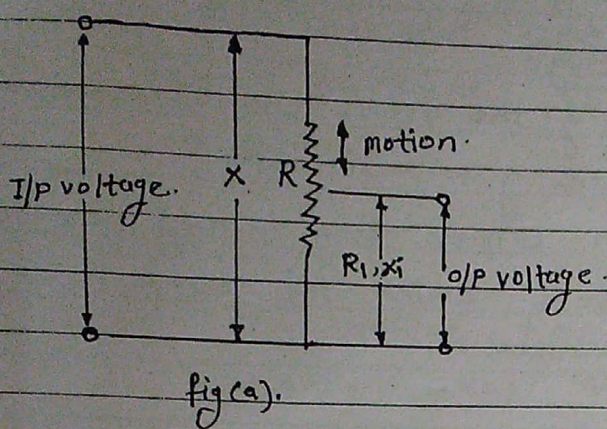 motion.
I/p voltage. X R
R1,xi o/p voltage.
fig(a).